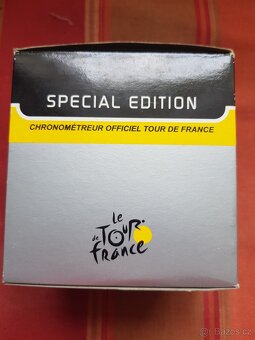 SPECIAL EDITION
CHRONOMÉTREUR OFFICIEL TOUR DE FRANCE
le
TOUR
de
france